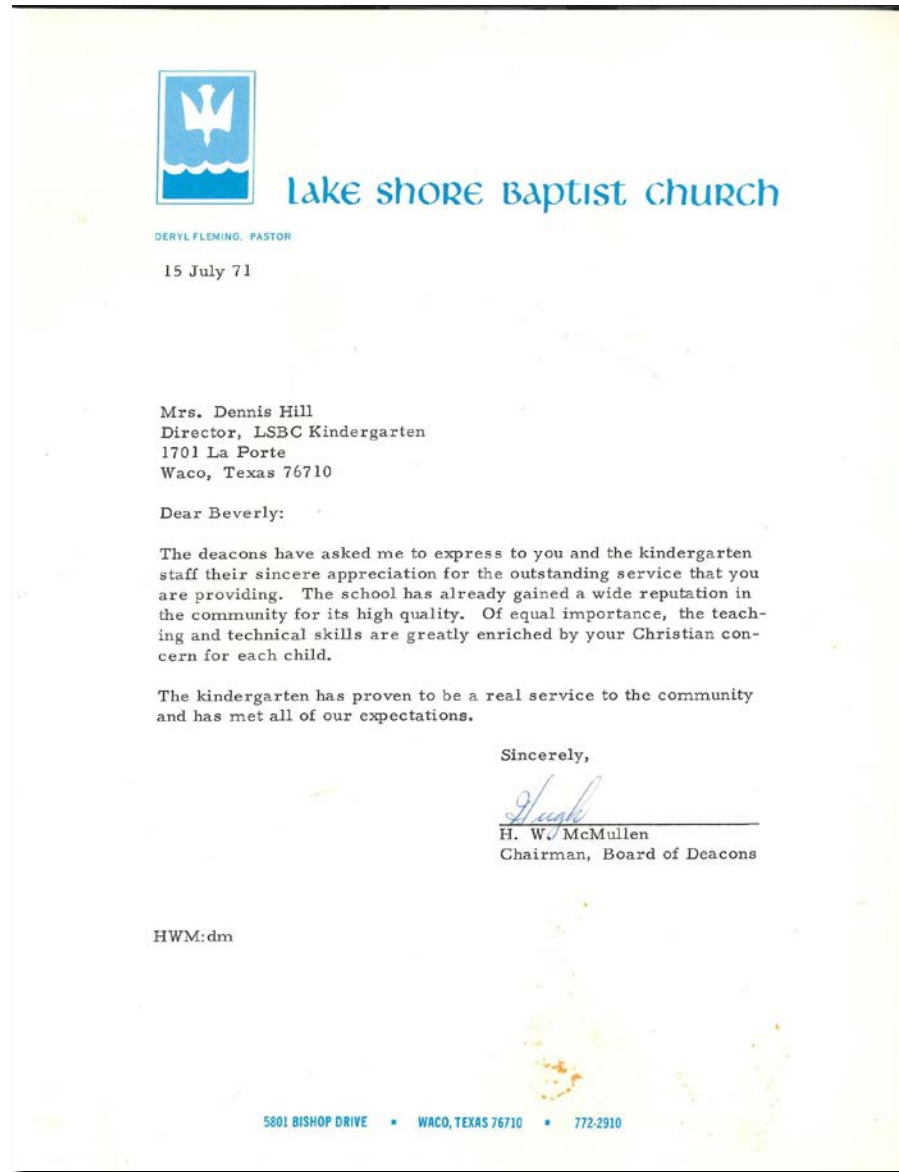 lake shore Baptist church
DERYL FLEMING, PASTOR
15 July 71
Mrs. Dennis Hill
Director, LSBC Kindergarten
1701 La Porte
Waco, Texas 76710
Dear Beverly:
The deacons have asked me to express to you and the kindergarten
staff their sincere appreciation for the outstanding service that you
are providing. The school has already gained a wide reputation in
the community for its high quality. Of equal importance, the teach-
ing and technical skills are greatly enriched by your Christian con-
cern for each child.
The kindergarten has proven to be a real service to the community
and has met all of our expectations.
Sincerely,
Hugh
H. W. McMullen
Chairman, Board of Deacons
HWM:dm
5801 BISHOP DRIVE ▪ WACO, TEXAS 76710 ▪ 772-2910